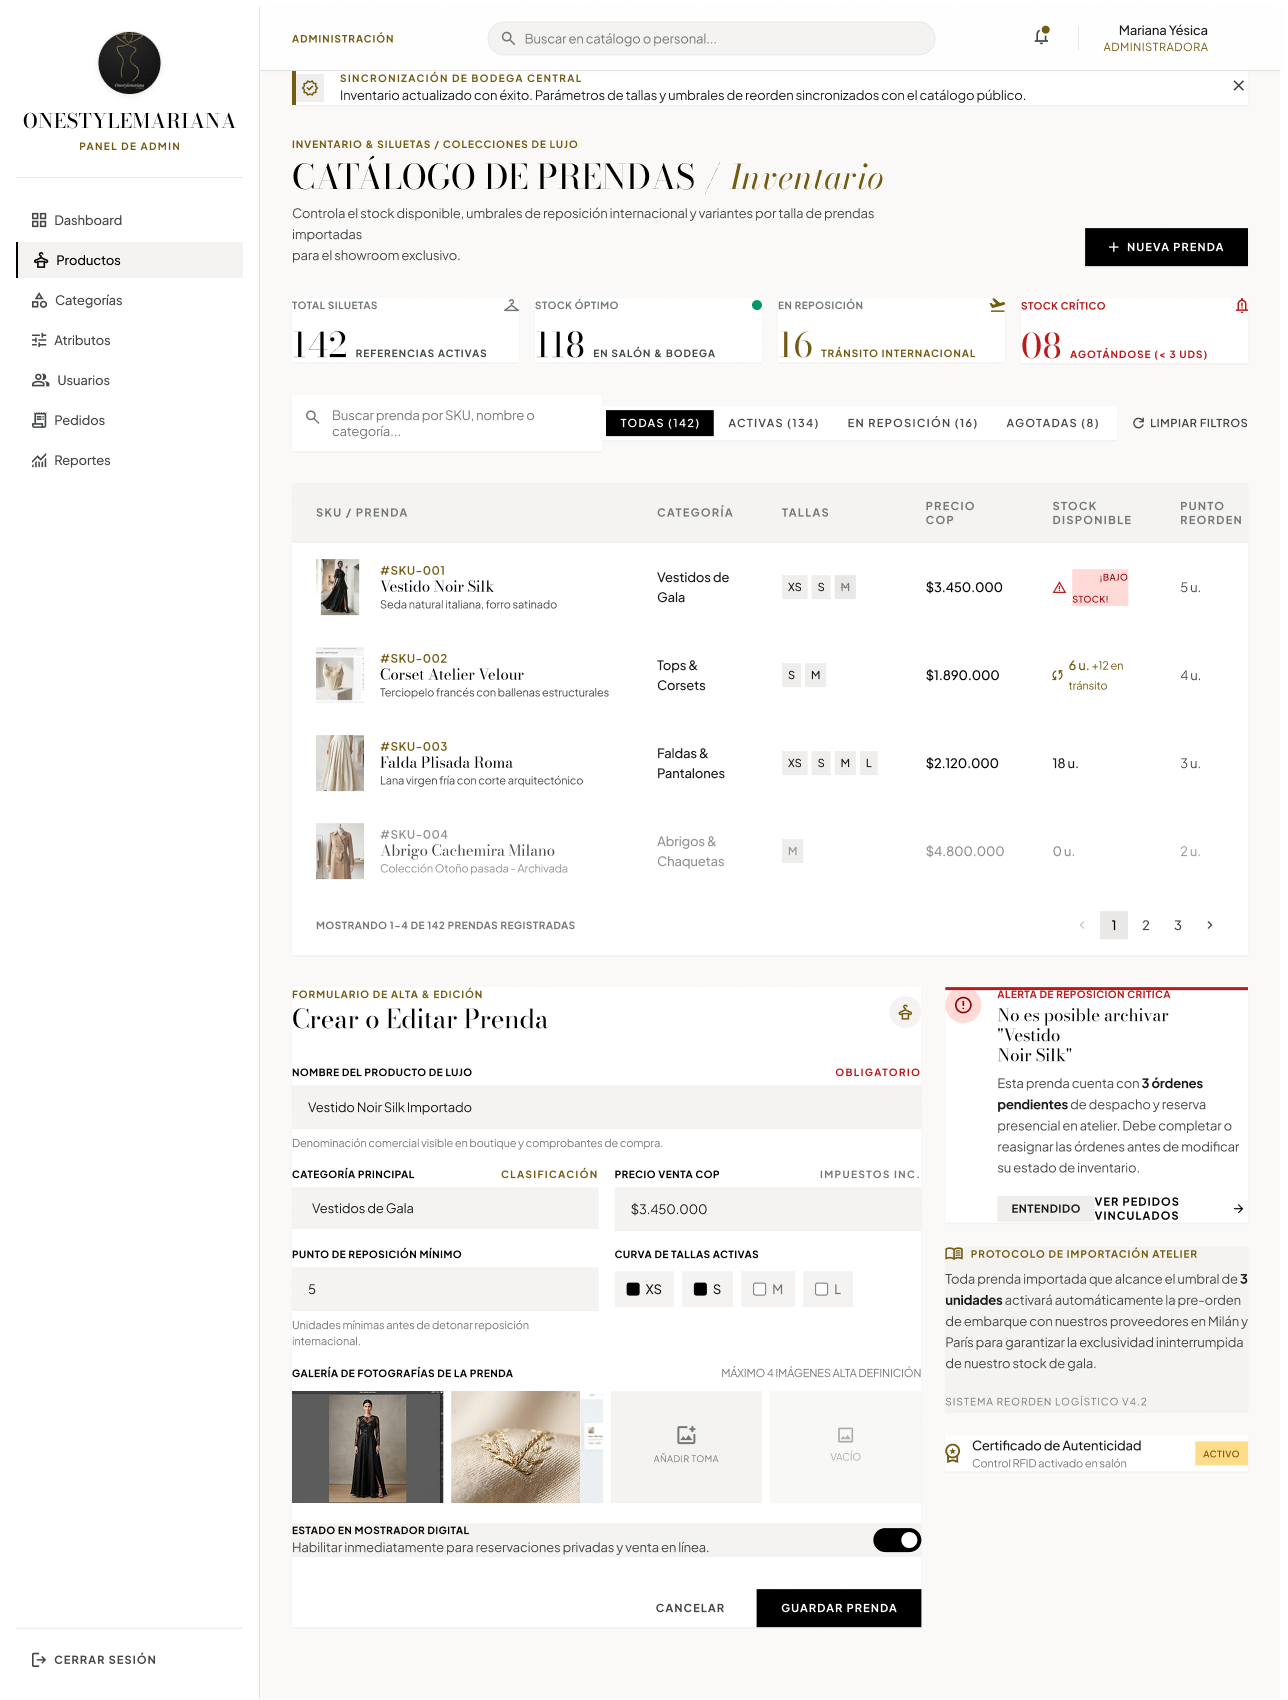 ONESTYLEMARIANA
PANEL DE ADMIN
Dashboard
Productos
Categorías
Atributos
Usuarios
Pedidos
Reportes
CERRAR SESIÓN
ADMINISTRACIÓN
Buscar en catálogo o personal...
Mariana Yésica
ADMINISTRADORA
SINCRONIZACIÓN DE BODEGA CENTRAL
Inventario actualizado con éxito. Parámetros de tallas y umbrales de reorden sincronizados con el catálogo público.
INVENTARIO & SILUETAS / COLECCIONES DE LUJO
CATÁLOGO DE PRENDAS / Inventario
Controla el stock disponible, umbrales de reposición internacional y variantes por talla de prendas
importadas
para el showroom exclusivo.
NUEVA PRENDA
TOTAL SILUETAS
142 REFERENCIAS ACTIVAS
STOCK ÓPTIMO
118 EN SALÓN & BODEGA
EN REPOSICIÓN
16 TRÁNSITO INTERNACIONAL
STOCK CRÍTICO
08 AGOTÁNDOSE (< 3 UDS)
Buscar prenda por SKU, nombre o
categoría...
TODAS (142) ACTIVAS (134) EN REPOSICIÓN (16) AGOTADAS (8)
LIMPIAR FILTROS
SKU / PRENDA CATEGORÍA TALLAS PRECIO COP STOCK DISPONIBLE PUNTO REORDEN
#SKU-001
Vestido Noir Silk
Seda natural italiana, forro satinado
Vestidos de
Gala
XS S M
$3.450.000
¡BAJO
STOCK!
5 u.
#SKU-002
Corset Atelier Velour
Terciopelo francés con ballenas estructurales
Tops &
Corsets
S M
$1.890.000
6 u. +12 en
tránsito
4 u.
#SKU-003
Falda Plisada Roma
Lana virgen fría con corte arquitectónico
Faldas &
Pantalones
XS S M L
$2.120.000
18 u.
3 u.
#SKU-004
Abrigo Cachemira Milano
Colección Otoño pasada - Archivada
Abrigos &
Chaquetas
M
$4.800.000
0 u.
2 u.
MOSTRANDO 1-4 DE 142 PRENDAS REGISTRADAS
1 2 3
FORMULARIO DE ALTA & EDICIÓN
Crear o Editar Prenda
NOMBRE DEL PRODUCTO DE LUJO OBLIGATORIO
Vestido Noir Silk Importado
Denominación comercial visible en boutique y comprobantes de compra.
CATEGORÍA PRINCIPAL CLASIFICACIÓN
Vestidos de Gala
PRECIO VENTA COP IMPUESTOS INC.
$3.450.000
PUNTO DE REPOSICIÓN MÍNIMO
5
Unidades mínimas antes de detonar reposición
internacional.
CURVA DE TALLAS ACTIVAS
XS S M L
GALERÍA DE FOTOGRAFÍAS DE LA PRENDA MÁXIMO 4 IMÁGENES ALTA DEFINICIÓN
AÑADIR TOMA
VACÍO
ESTADO EN MOSTRADOR DIGITAL
Habilitar inmediatamente para reservaciones privadas y venta en línea.
CANCELAR
GUARDAR PRENDA
ALERTA DE REPOSICIÓN CRÍTICA
No es posible archivar
"Vestido
Noir Silk"
Esta prenda cuenta con 3 órdenes
pendientes de despacho y reserva
presencial en atelier. Debe completar o
reasignar las órdenes antes de modificar
su estado de inventario.
ENTENDIDO
VER PEDIDOS
VINCULADOS
PROTOCOLO DE IMPORTACIÓN ATELIER
Toda prenda importada que alcance el umbral de 3
unidades activará automáticamente la pre-orden
de embarque con nuestros proveedores en Milán y
París para garantizar la exclusividad ininterrumpida
de nuestro stock de gala.
SISTEMA REORDEN LOGÍSTICO V4.2
Certificado de Autenticidad
Control RFID activado en salón
ACTIVO